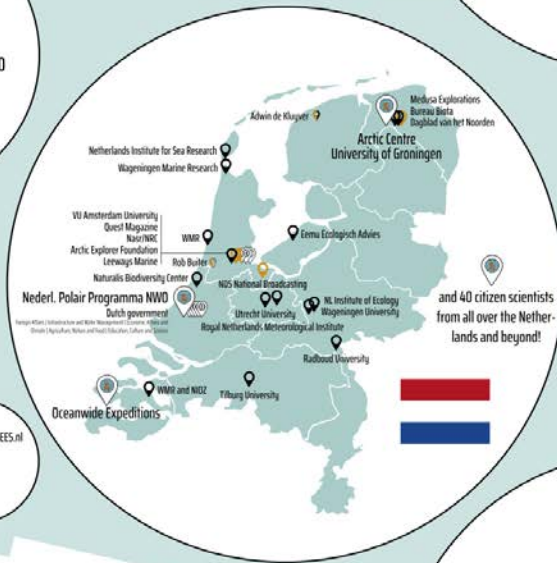 Adwin de Kluyver
Medusa Explorations
Bureau Biota
Dagblad van het Noorden
Arctic Centre
University of Groningen
Netherlands Institute for Sea Research
Wageningen Marine Research
VU Amsterdam University
Quest Magazine
Nasr/NRC
Arctic Explorer Foundation
Leeways Marine
WMR
Rob Buiter
Eemu Ecologisch Advies
Naturalis Biodiversity Center
NOS National Broadcasting
Nederl. Polair Programma NWO
Dutch government
Utrecht University
NL Institute of Ecology
Wageningen University
Royal Netherlands Meteorological Institute
Radboud University
and 40 citizen scientists
from all over the Nether-
lands and beyond!
WMR and NIOZ
Oceanwide Expeditions
Tilburg University
EES.nl